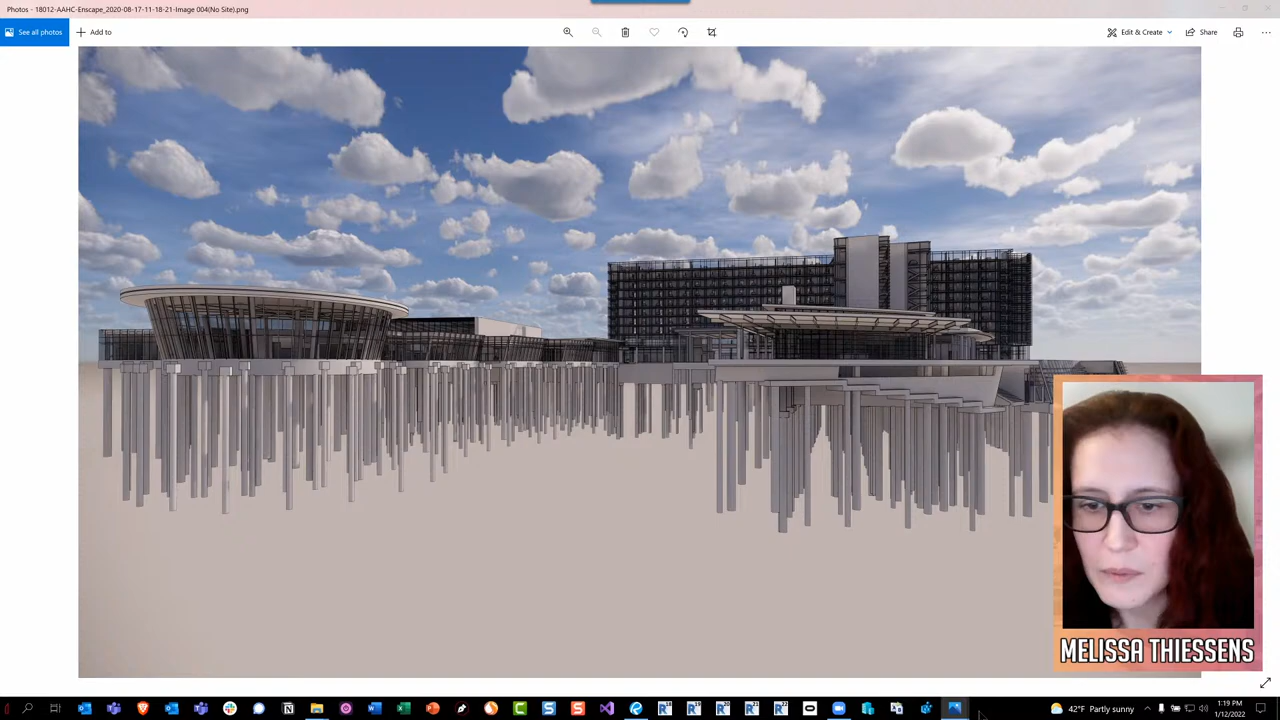 Photos - 18012-AAHC-Enscape_2020-08-17-11-18-21-Image 004(No Site).png
See all photos
Add to
Edit & Create
Share
MELISSA THIESSENS
42°F Partly sunny
1:19 PM
1/12/2022